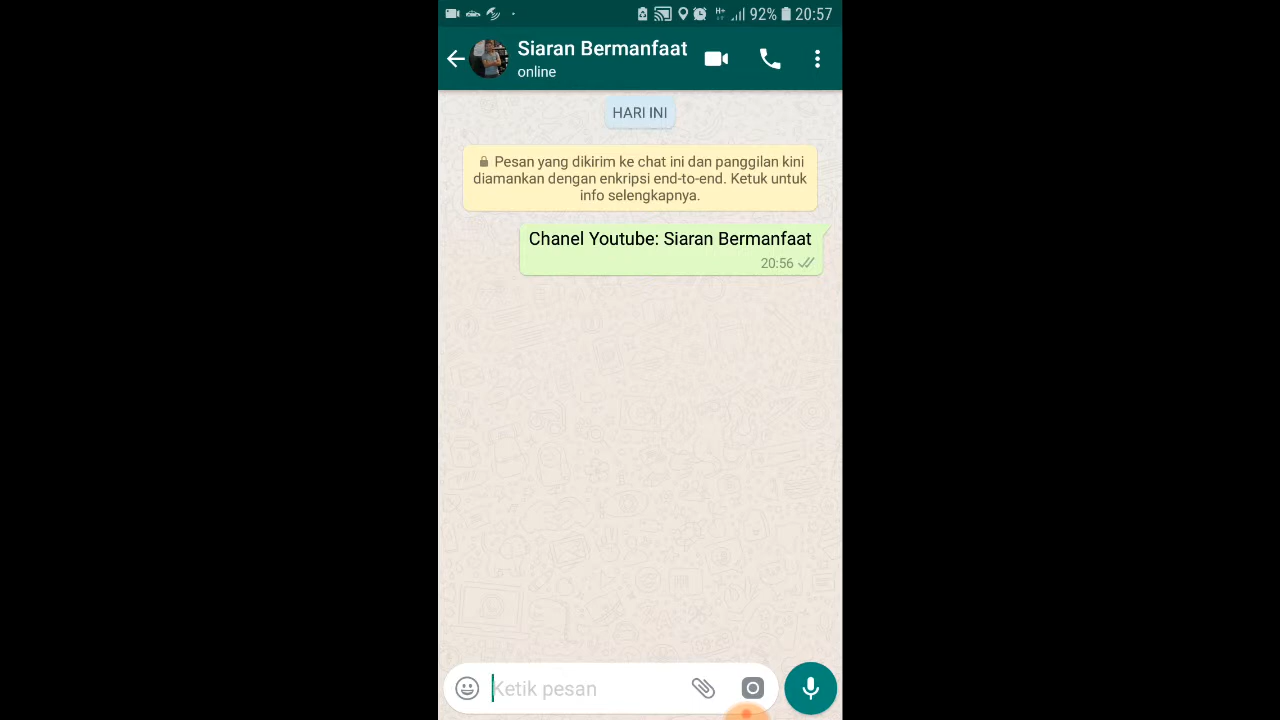 92% 20:57
Siaran Bermanfaat
online
HARI INI
Pesan yang dikirim ke chat ini dan panggilan kini
diamankan dengan enkripsi end-to-end. Ketuk untuk
info selengkapnya.
Chanel Youtube: Siaran Bermanfaat
20:56
Ketik pesan